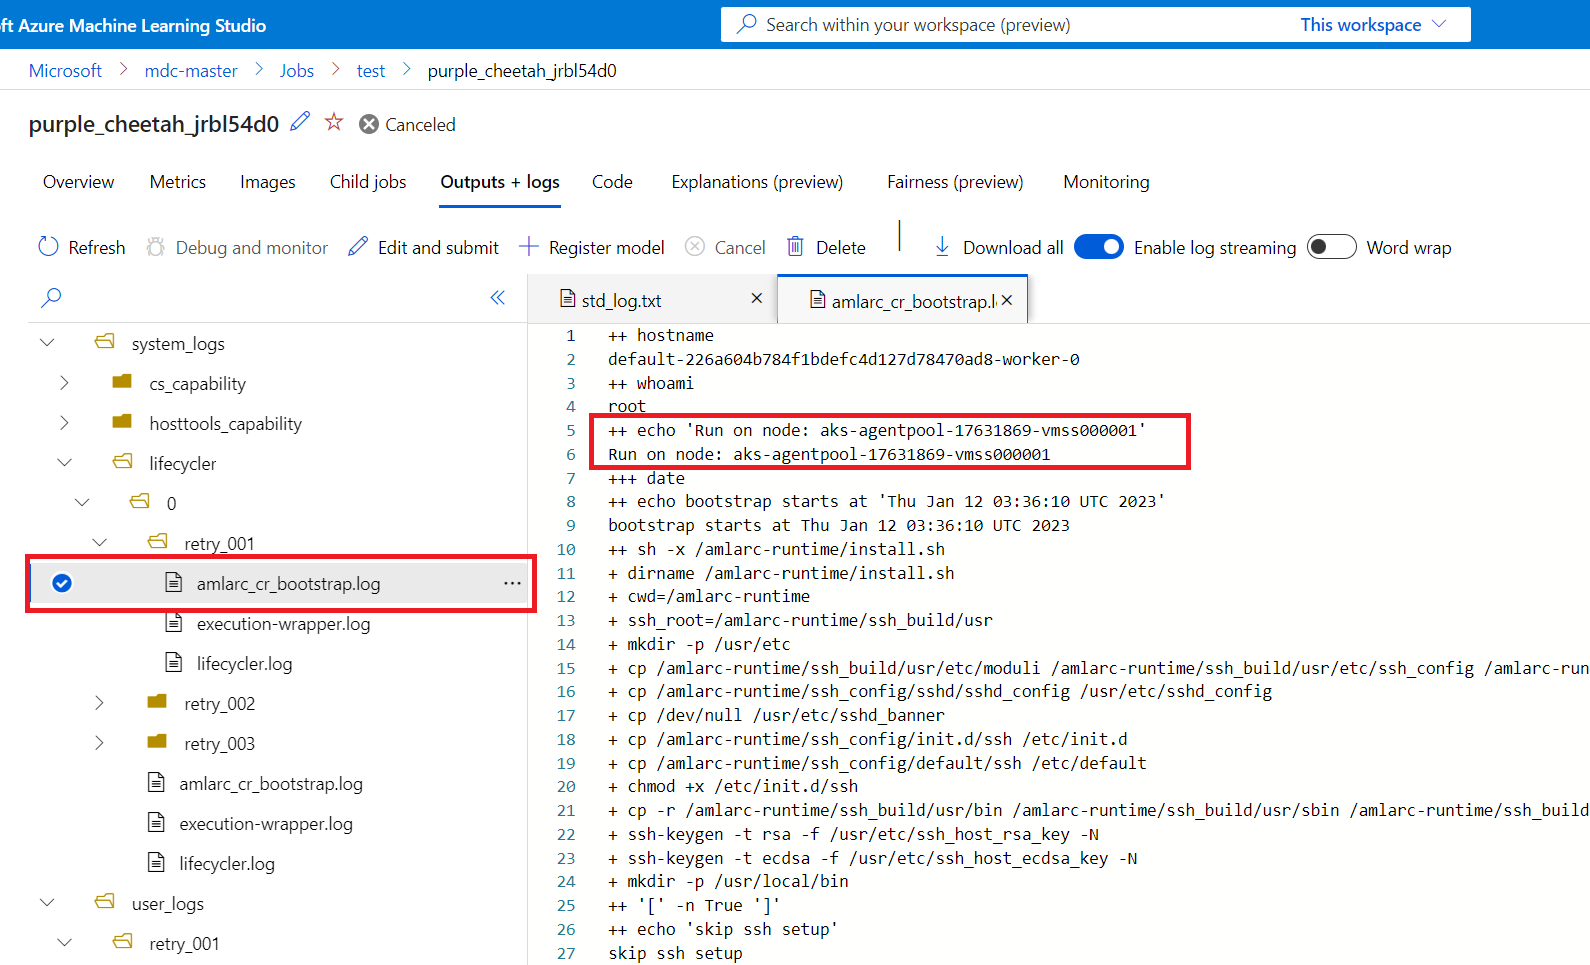 ft Azure Machine Learning Studio
Search within your workspace (preview)
This workspace
Microsoft > mdc-master > Jobs > test > purple_cheetah_jrbl54d0
purple_cheetah_jrbl54d0 Canceled
Overview Metrics Images Child jobs Outputs + logs Code Explanations (preview) Fairness (preview) Monitoring
Refresh Debug and monitor Edit and submit Register model Cancel Delete Download all Enable log streaming Word wrap
system_logs
cs_capability
hosttools_capability
lifecycler
0
retry_001
amlarc_cr_bootstrap.log ...
execution-wrapper.log
lifecycler.log
retry_002
retry_003
amlarc_cr_bootstrap.log
execution-wrapper.log
lifecycler.log
user_logs
retry_001
std_log.txt amlarc_cr_bootstrap.l
1 ++ hostname
2 default-226a604b784f1bdefc4d127d78470ad8-worker-0
3 ++ whoami
4 root
5 ++ echo 'Run on node: aks-agentpool-17631869-vmss000001'
6 Run on node: aks-agentpool-17631869-vmss000001
7 +++ date
8 ++ echo bootstrap starts at 'Thu Jan 12 03:36:10 UTC 2023'
9 bootstrap starts at Thu Jan 12 03:36:10 UTC 2023
10 ++ sh -x /amlarc-runtime/install.sh
11 + dirname /amlarc-runtime/install.sh
12 + cwd=/amlarc-runtime
13 + ssh_root=/amlarc-runtime/ssh_build/usr
14 + mkdir -p /usr/etc
15 + cp /amlarc-runtime/ssh_build/usr/etc/moduli /amlarc-runtime/ssh_build/usr/etc/ssh_config /amlarc-run
16 + cp /amlarc-runtime/ssh_config/sshd/sshd_config /usr/etc/sshd_config
17 + cp /dev/null /usr/etc/sshd_banner
18 + cp /amlarc-runtime/ssh_config/init.d/ssh /etc/init.d
19 + cp /amlarc-runtime/ssh_config/default/ssh /etc/default
20 + chmod +x /etc/init.d/ssh
21 + cp -r /amlarc-runtime/ssh_build/usr/bin /amlarc-runtime/ssh_build/usr/sbin /amlarc-runtime/ssh_build
22 + ssh-keygen -t rsa -f /usr/etc/ssh_host_rsa_key -N
23 + ssh-keygen -t ecdsa -f /usr/etc/ssh_host_ecdsa_key -N
24 + mkdir -p /usr/local/bin
25 ++ '[' -n True ']'
26 ++ echo 'skip ssh setup'
27 skip ssh setup